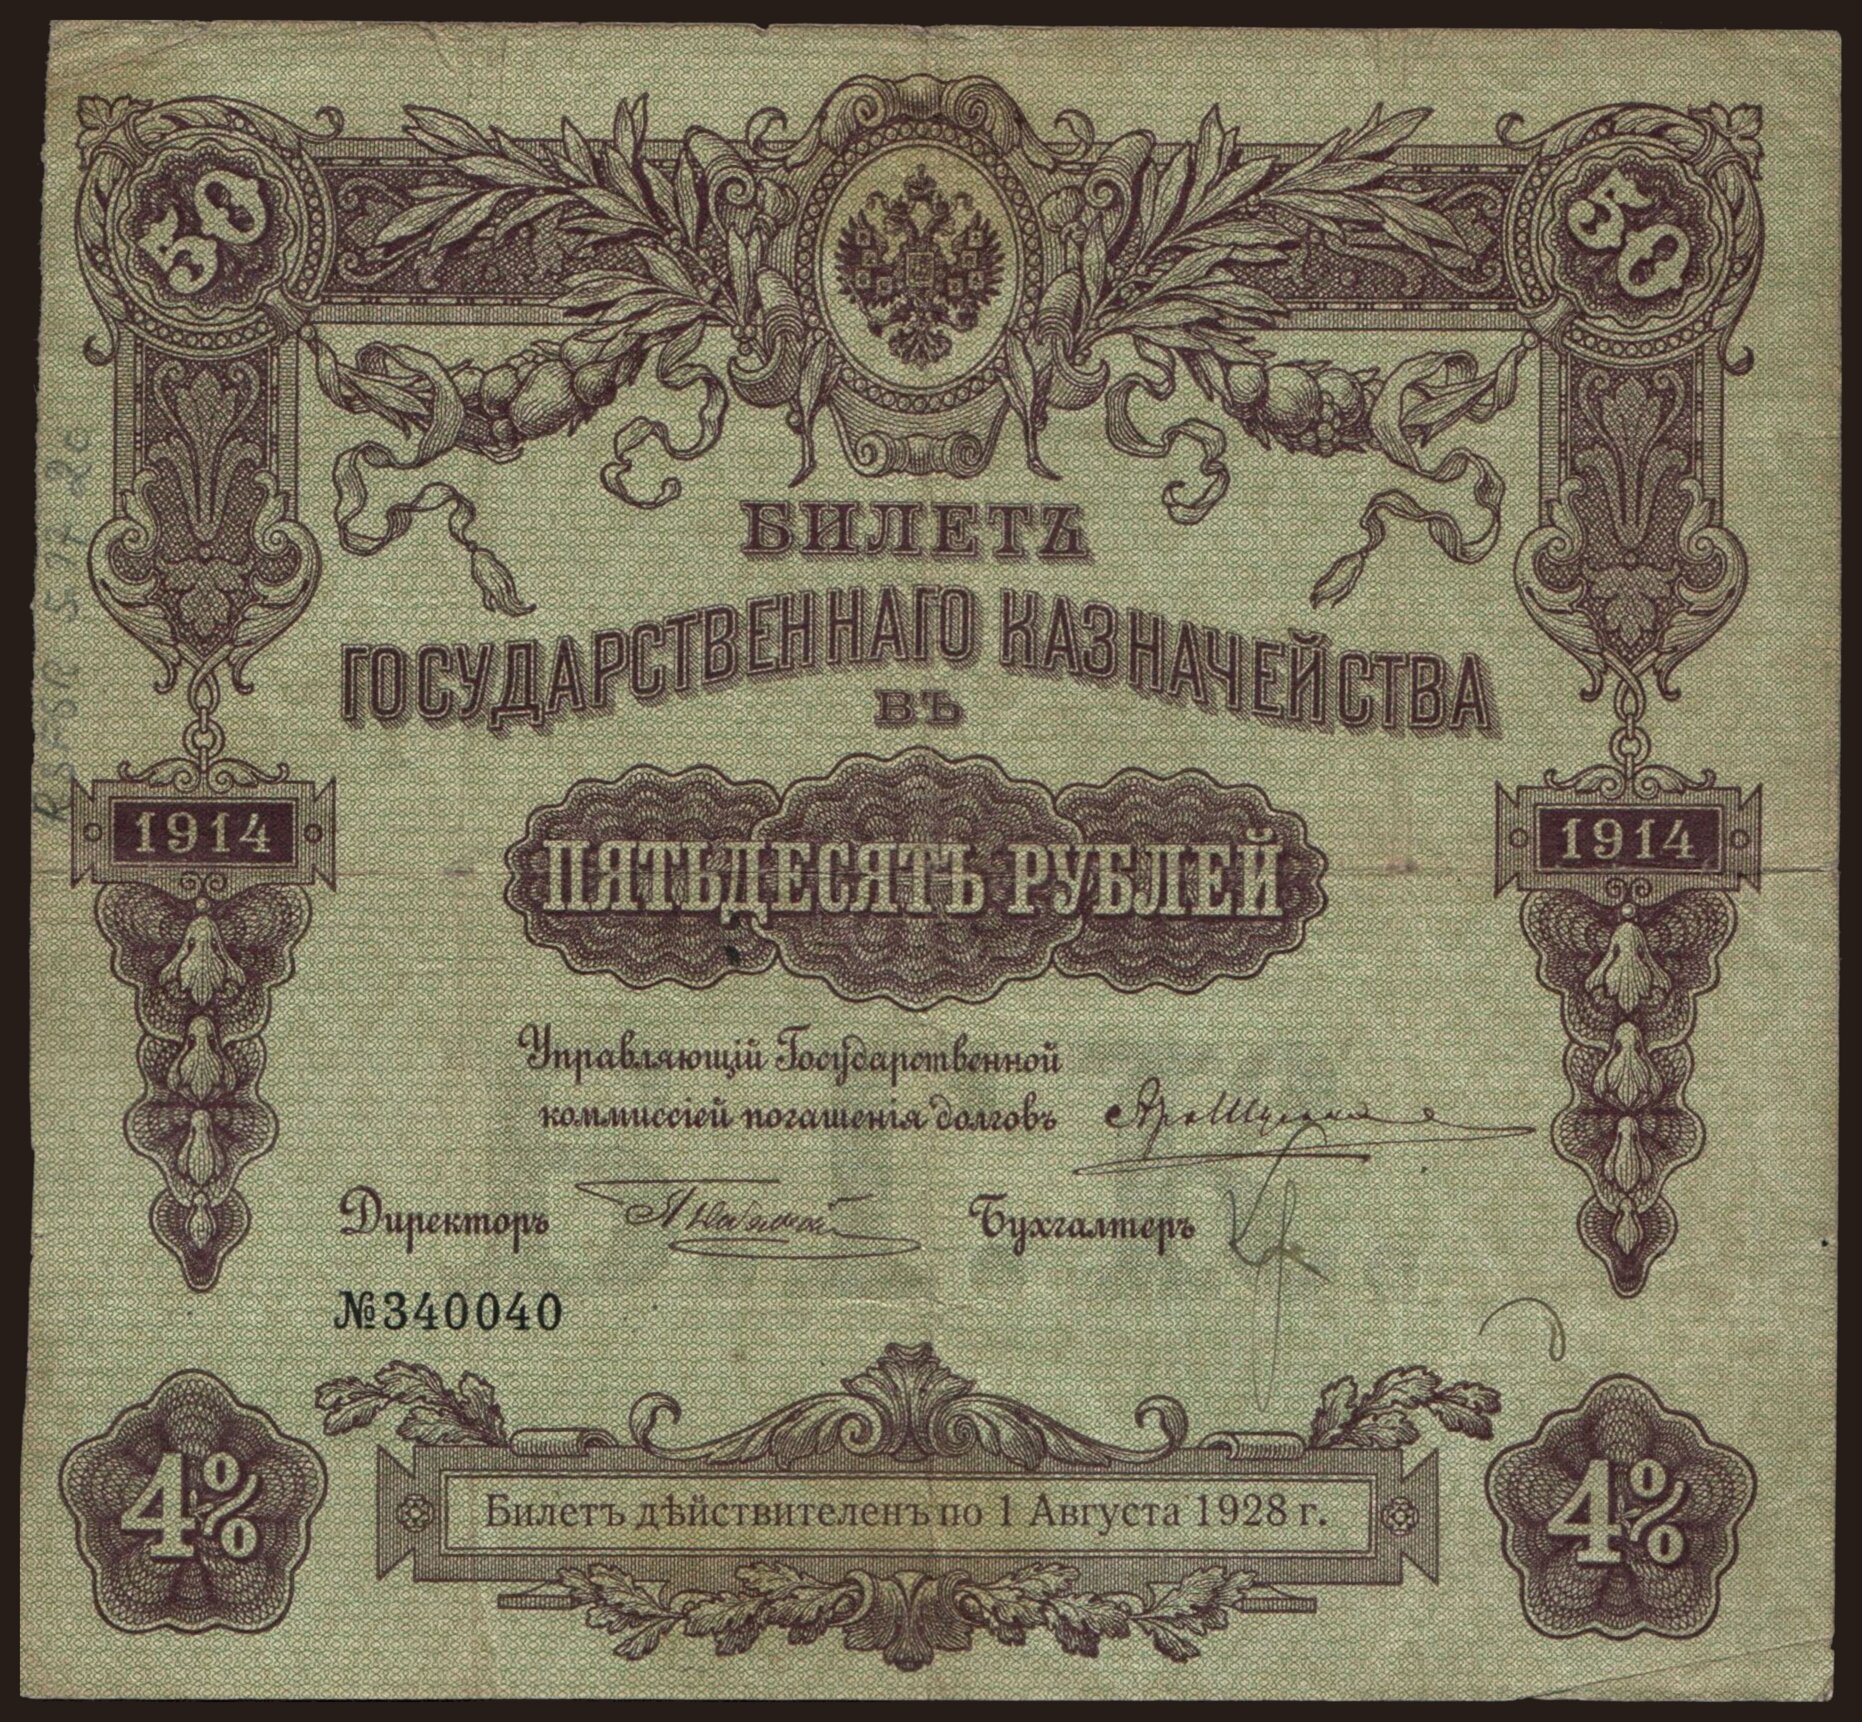 50 50
БИЛЕТЪ
ГОСУДАРСТВЕННАГО КАЗНАЧЕЙСТВА
ВЪ
1914 1914
ПЯТЬДЕСЯТЪ РУБЛЕЙ
Управляющій Государственной
коммиссіей погашенія долговъ
Директоръ Бухгалтеръ
№340040
4% 4%
Билетъ дѣйствителенъ по 1 Августа 1928 г.